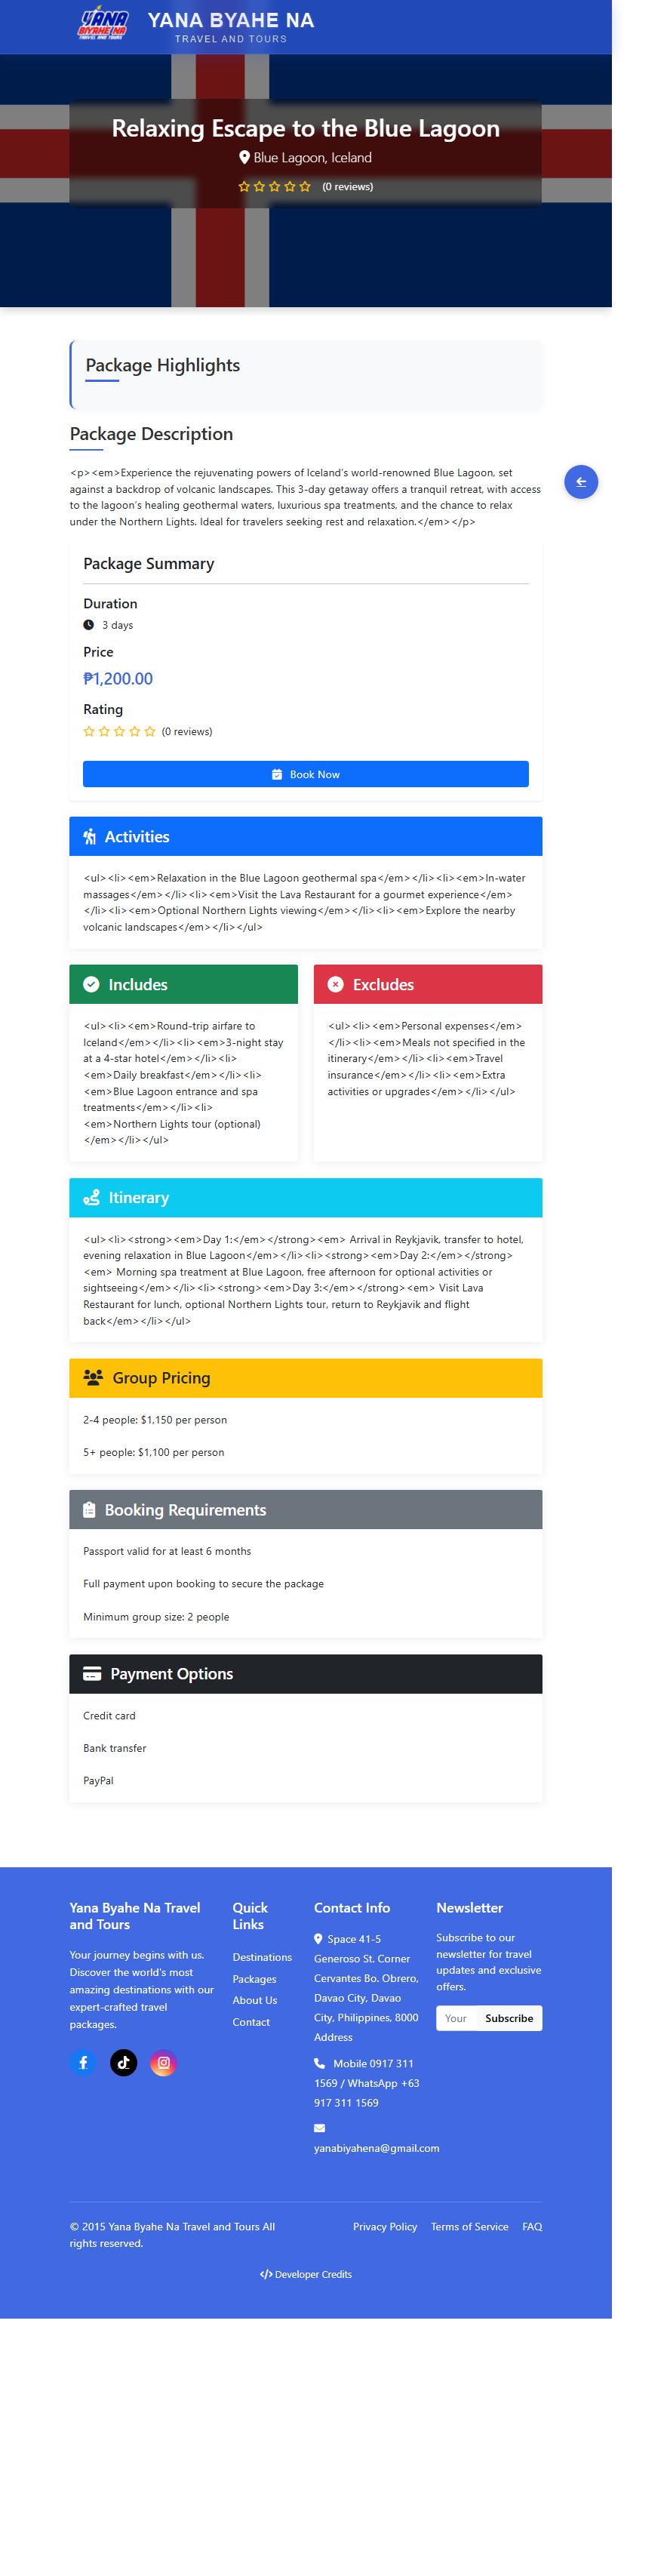 YANA
BYAHE NA
TRAVEL AND TOURS
YANA BYAHE NA
TRAVEL AND TOURS
Relaxing Escape to the Blue Lagoon
Blue Lagoon, Iceland
(0 reviews)
Package Highlights
Package Description
<p><em>Experience the rejuvenating powers of Iceland's world-renowned Blue Lagoon, set
against a backdrop of volcanic landscapes. This 3-day getaway offers a tranquil retreat, with access
to the lagoon's healing geothermal waters, luxurious spa treatments, and the chance to relax
under the Northern Lights. Ideal for travelers seeking rest and relaxation.</em></p>
Package Summary
Duration
3 days
Price
₱1,200.00
Rating
(0 reviews)
Book Now
Activities
<ul><li><em>Relaxation in the Blue Lagoon geothermal spa</em></li><li><em>In-water
massages</em></li><li><em>Visit the Lava Restaurant for a gourmet experience</em>
</li><li><em>Optional Northern Lights viewing</em></li><li><em>Explore the nearby
volcanic landscapes</em></li></ul>
Includes
<ul><li><em>Round-trip airfare to
Iceland</em></li><li><em>3-night stay
at a 4-star hotel</em></li><li>
<em>Daily breakfast</em></li><li>
<em>Blue Lagoon entrance and spa
treatments</em></li><li>
<em>Northern Lights tour (optional)
</em></li></ul>
Excludes
<ul><li><em>Personal expenses</em>
</li><li><em>Meals not specified in the
itinerary</em></li><li><em>Travel
insurance</em></li><li><em>Extra
activities or upgrades</em></li></ul>
Itinerary
<ul><li><strong><em>Day 1:</em></strong><em> Arrival in Reykjavik, transfer to hotel,
evening relaxation in Blue Lagoon</em></li><li><strong><em>Day 2:</em></strong>
<em> Morning spa treatment at Blue Lagoon, free afternoon for optional activities or
sightseeing</em></li><li><strong><em>Day 3:</em></strong><em> Visit Lava
Restaurant for lunch, optional Northern Lights tour, return to Reykjavik and flight
back</em></li></ul>
Group Pricing
2-4 people: $1,150 per person
5+ people: $1,100 per person
Booking Requirements
Passport valid for at least 6 months
Full payment upon booking to secure the package
Minimum group size: 2 people
Payment Options
Credit card
Bank transfer
PayPal
Yana Byahe Na Travel
and Tours
Your journey begins with us.
Discover the world's most
amazing destinations with our
expert-crafted travel
packages.
Quick
Links
Destinations
Packages
About Us
Contact
Contact Info
Space 41-5
Generoso St. Corner
Cervantes Bo. Obrero,
Davao City, Davao
City, Philippines, 8000
Address
Mobile 0917 311
1569 / WhatsApp +63
917 311 1569
yanabiyahena@gmail.com
Newsletter
Subscribe to our
newsletter for travel
updates and exclusive
offers.
Your
Subscribe
© 2015 Yana Byahe Na Travel and Tours All
rights reserved.
Privacy Policy
Terms of Service
FAQ
</> Developer Credits